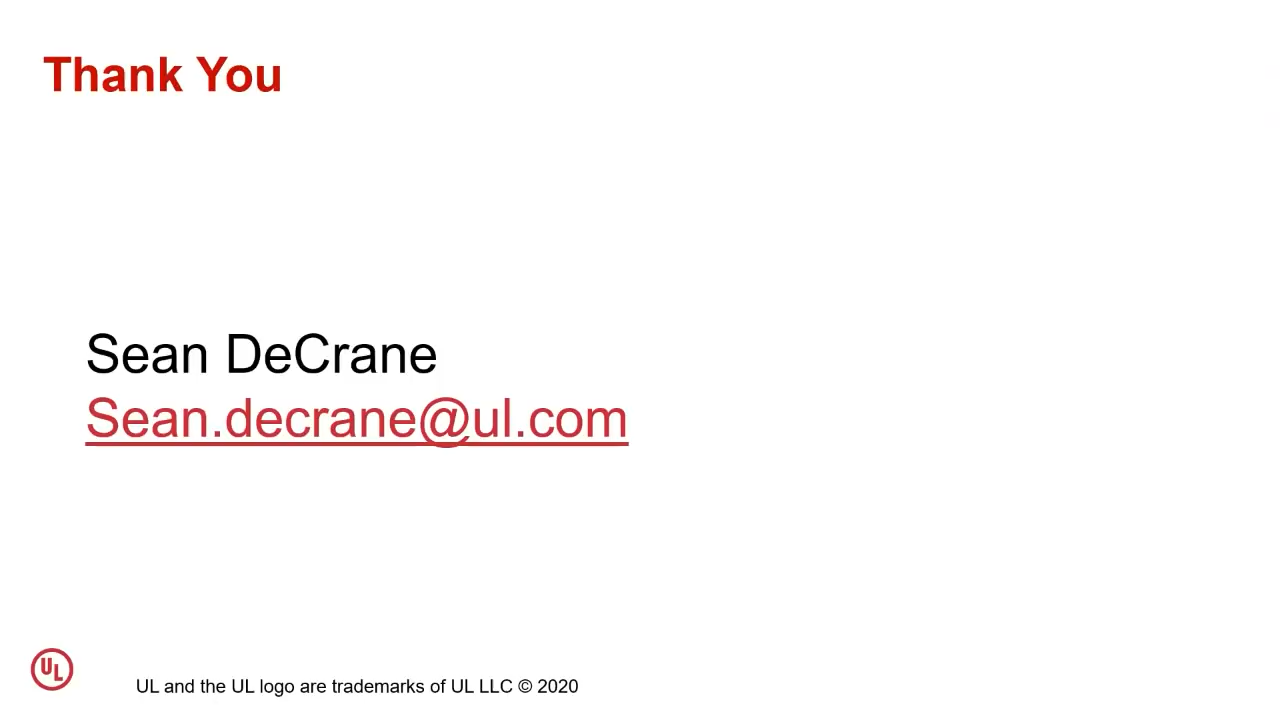 Thank You
Sean DeCrane
Sean.decrane@ul.com
UL
UL and the UL logo are trademarks of UL LLC © 2020